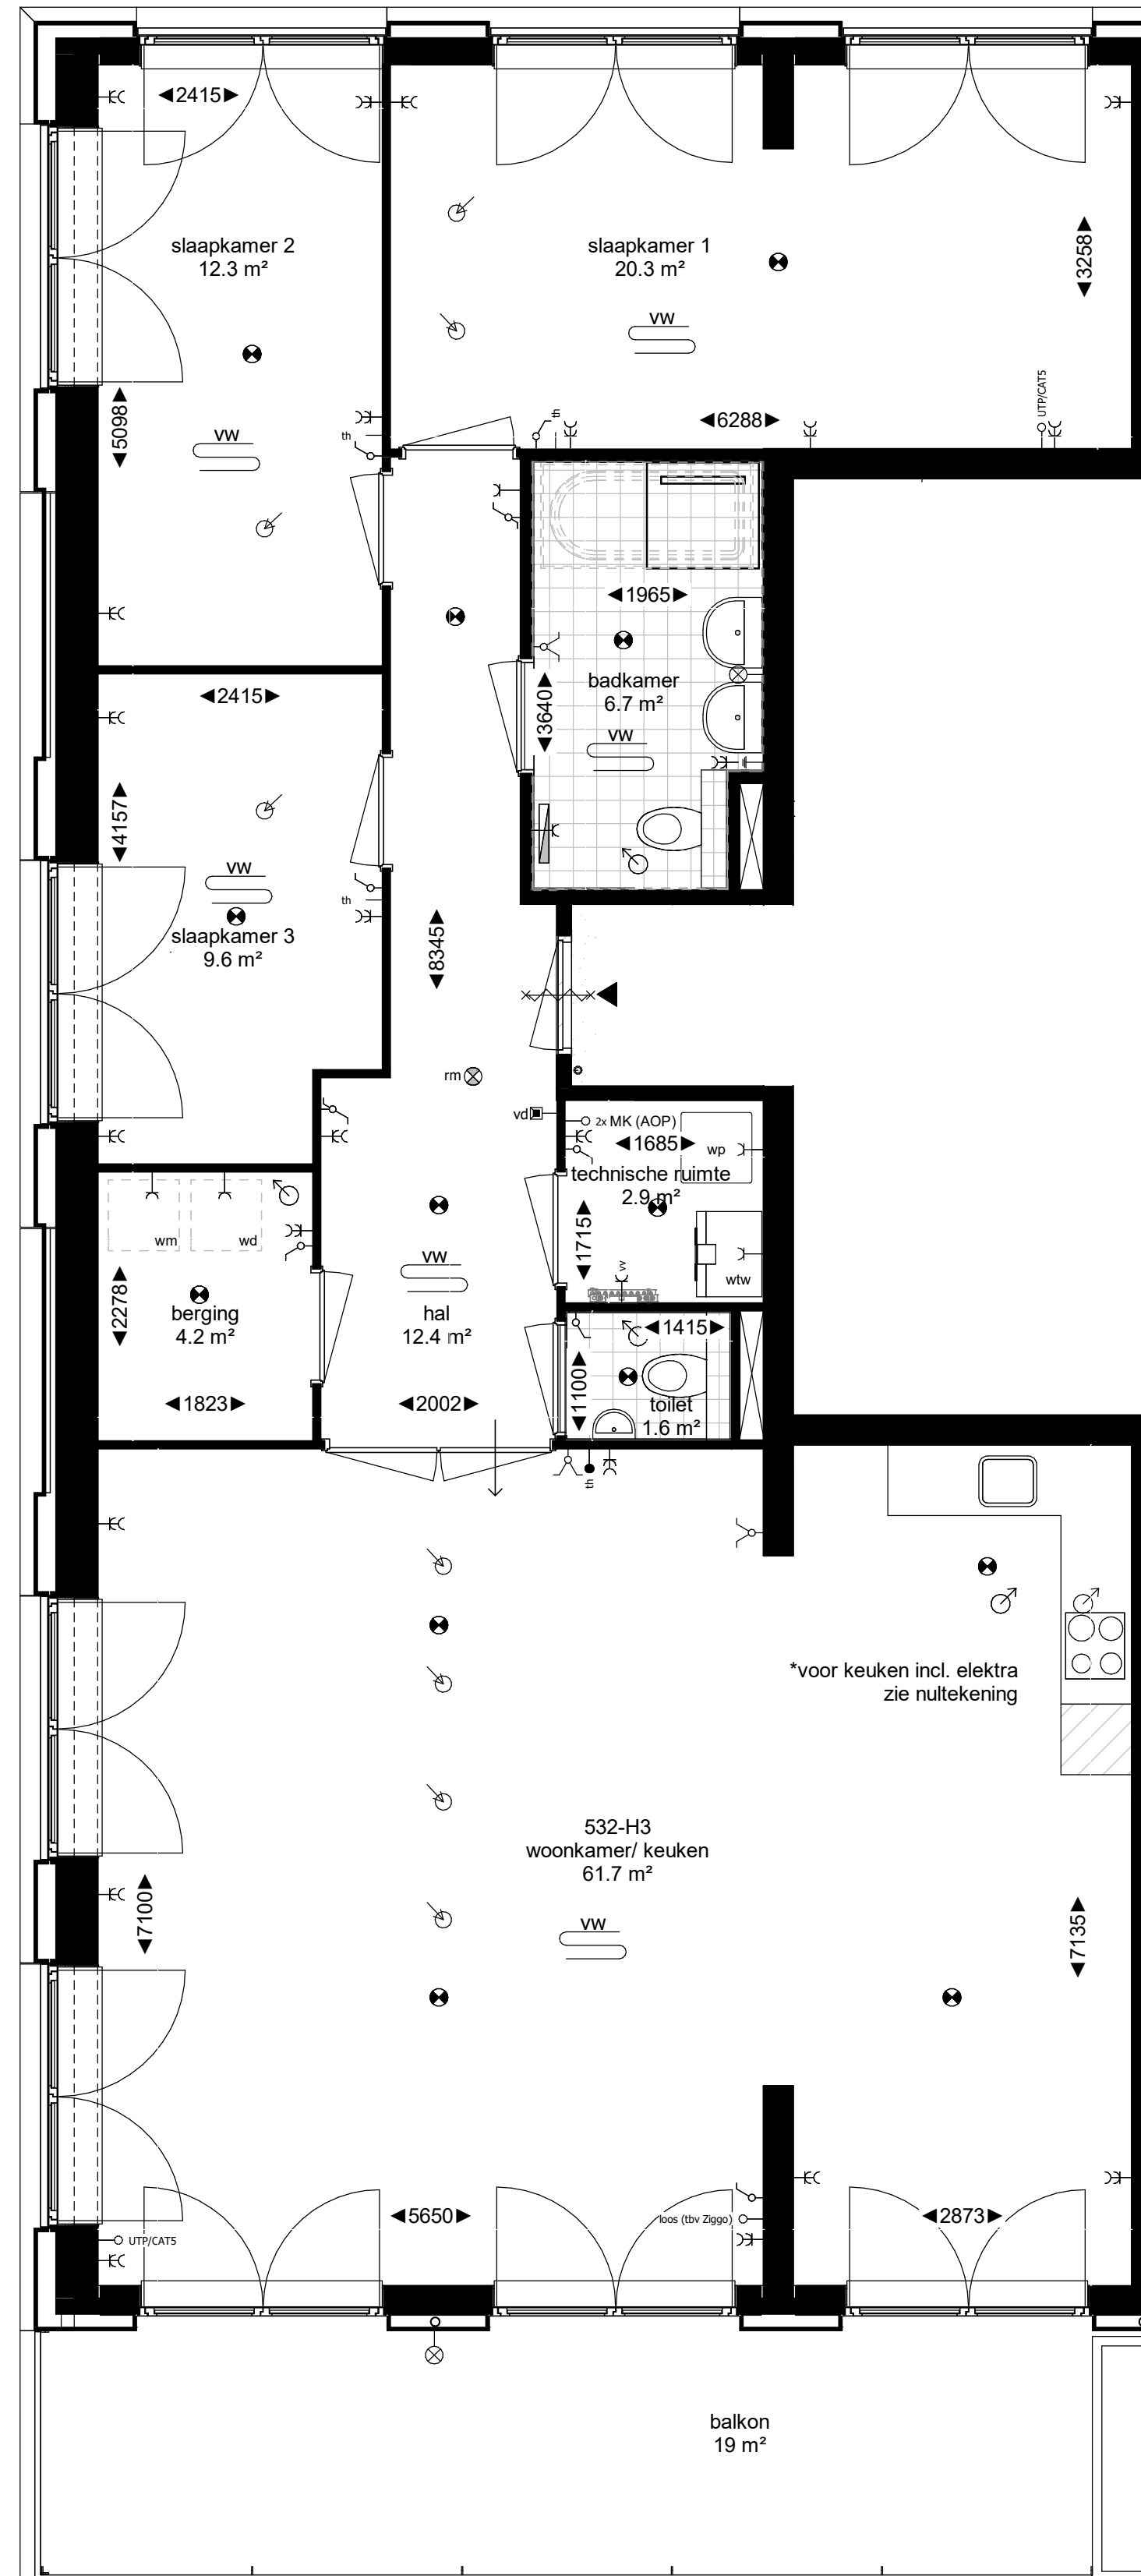 2415
slaapkamer 2
12.3 m²
slaapkamer 1
20.3 m²
3258
VW
UTP/CAT5
5098
VW
th
th
6288
1965
badkamer
6.7 m²
3640
VW
2415
4157
VW
slaapkamer 3
9.6 m²
th
8345
rm
vd
2x MK (AOP)
1685
wp
technische ruimte
2.9 m²
1715
vv
wtw
wm
wd
2278
berging
4.2 m²
1823
VW
hal
12.4 m²
2002
1415
1100
toilet
1.6 m²
th
*voor keuken incl. elektra
zie nultekening
532-H3
woonkamer/ keuken
61.7 m²
VW
7100
7135
5650
loos (tbv Ziggo)
2873
UTP/CAT5
balkon
19 m²